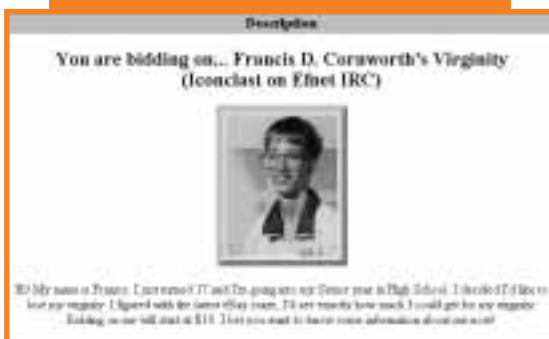 Description
You are bidding on... Francis D. Cornworth's Virginity
(Iconclast on Efnet IRC)
Hi! My name is Francis. I just turned 17 and I'm going into my Senior year in High School. I decided I'd like to
lose my virginity. I figured with the latest eBay craze, I'd see exactly how much I could get for my virginity.
Bidding on me will start at $10. I bet you want to know some information about me now!